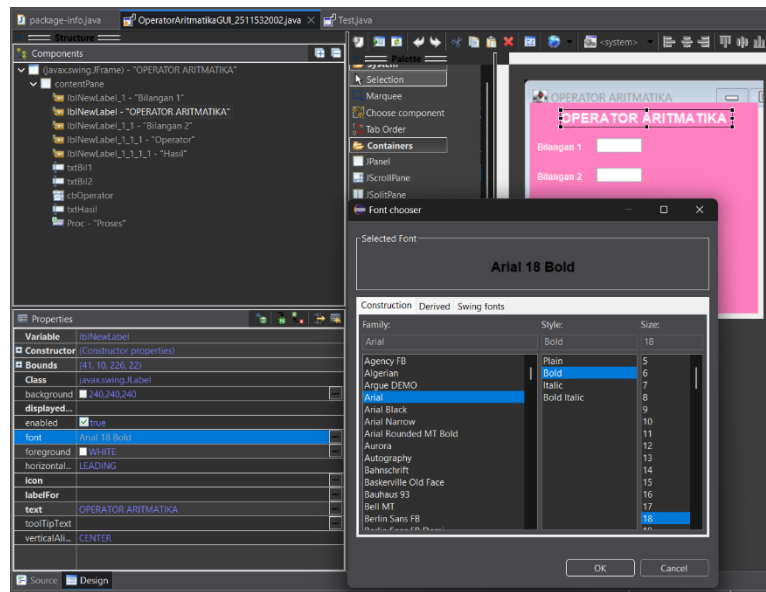 package-info.java
OperatorAritmatikaGUI_2511532002.java
Test.java
Structure
Components
(javax.swing.JFrame) - "OPERATOR ARITMATIKA"
contentPane
lblNewLabel_1 - "Bilangan 1"
lblNewLabel - "OPERATOR ARITMATIKA"
lblNewLabel_1_1 - "Bilangan 2"
lblNewLabel_1_1_1 - "Operator"
lblNewLabel_1_1_1_1 - "Hasil"
txtBil1
txtBil2
cbOperator
txtHasil
Proc - "Proses"
<system>
Palette
System
Selection
Marquee
Choose component
Tab Order
Containers
JPanel
JScrollPane
JSplitPane
OPERATOR ARITMATIKA
OPERATOR ARITMATIKA
Bilangan 1
Bilangan 2
Properties
Variable lblNewLabel
Constructor (Constructor properties)
Bounds (41, 10, 226, 22)
Class javax.swing.JLabel
background 240,240,240
displayed...
enabled true
font Arial 18 Bold
foreground WHITE
horizontal... LEADING
icon
labelFor
text OPERATOR ARITMATIKA
toolTipText
verticalAli... CENTER
Source Design
Font chooser
Selected Font
Arial 18 Bold
Construction Derived Swing fonts
Family: Style: Size:
Arial Bold 18
Agency FB Plain 5
Algerian Bold 6
Argue DEMO Italic 7
Arial Bold Italic 8
Arial Black 9
Arial Narrow 10
Arial Rounded MT Bold 11
Aurora 12
Autography 13
Bahnschrift 14
Baskerville Old Face 15
Bauhaus 93 16
Bell MT 17
Berlin Sans FB 18
Berlin Sans FB Demi 19
OK Cancel